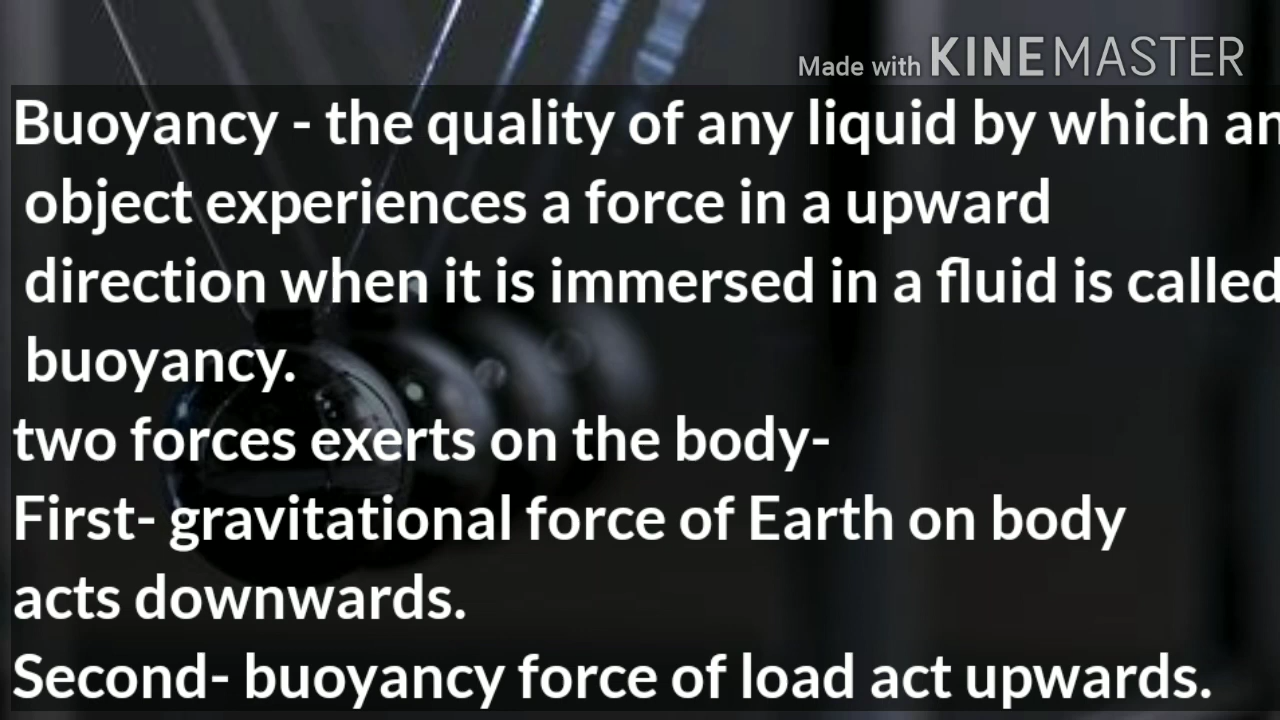 Made with KINEMASTER
Buoyancy - the quality of any liquid by which an
object experiences a force in a upward
direction when it is immersed in a fluid is called
buoyancy.
two forces exerts on the body-
First- gravitational force of Earth on body
acts downwards.
Second- buoyancy force of load act upwards.